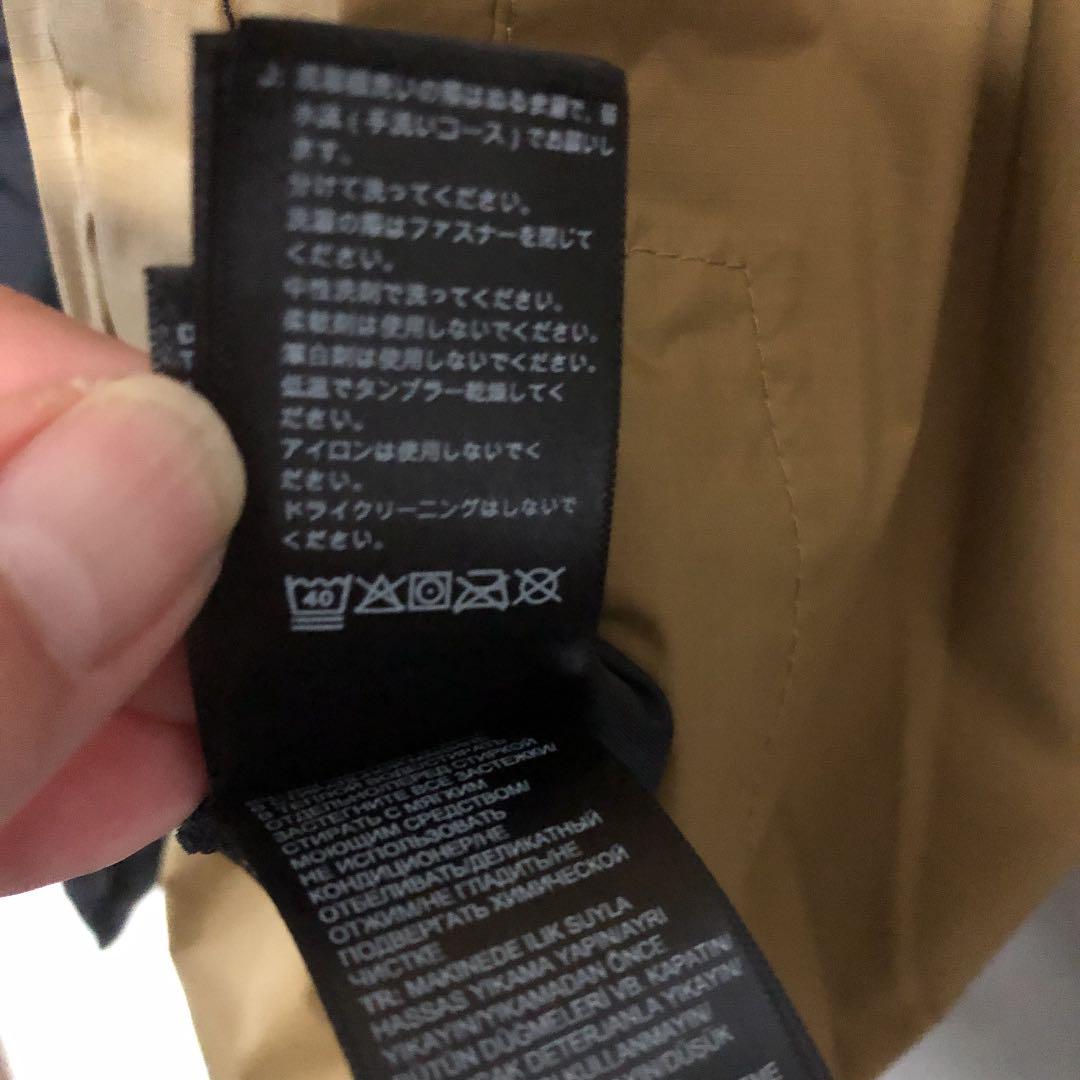 J: 洗濯機洗いの際はぬるま湯で、弱
水流(手洗いコース)でお願いし
ます。
分けて洗ってください。
洗濯の際はファスナーを閉じて
ください。
中性洗剤で洗ってください。
柔軟剤は使用しないでください。
漂白剤は使用しないでください。
低温でタンブラー乾燥してく
ださい。
アイロンは使用しないでく
ださい。
ドライクリーニングはしないで
ください。
40
ОТДЕЛЬНО/ПЕРЕД СТИРКОЙ
ЗАСТЕГНИТЕ ВСЕ ЗАСТЕЖКИ/
СТИРАТЬ С МЯГКИМ
МОЮЩИМ СРЕДСТВОМ/
НЕ ИСПОЛЬЗОВАТЬ
КОНДИЦИОНЕР/НЕ
ОТБЕЛИВАТЬ/ДЕЛИКАТНЫЙ
ОТЖИМ/НЕ ГЛАДИТЬ/НЕ
ПОДВЕРГАТЬ ХИМИЧЕСКОЙ
ЧИСТКЕ
TR: MAKINEDE ILIK SUYLA
HASSAS YIKAMA YAPIN/AYRI
YIKAYIN/YIKAMADAN ÖNCE
BÜTÜN DÜĞMELERİ VB. KAPATIN/
DETERJANLA YIKAYIN/
KULLANMAYIN/
DÜŞÜK